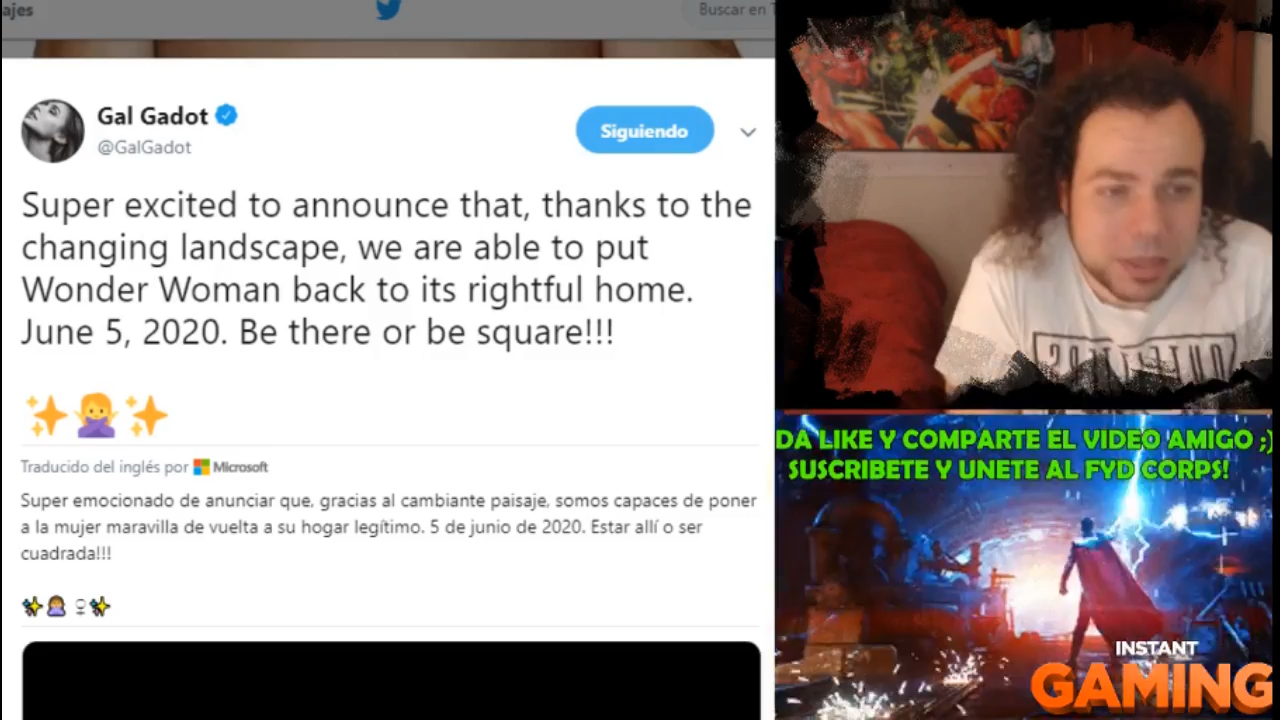 ajes
Buscar en T
Gal Gadot
@GalGadot
Siguiendo
Super excited to announce that, thanks to the
changing landscape, we are able to put
Wonder Woman back to its rightful home.
June 5, 2020. Be there or be square!!!
Traducido del inglés por Microsoft
Super emocionado de anunciar que, gracias al cambiante paisaje, somos capaces de poner
a la mujer maravilla de vuelta a su hogar legítimo. 5 de junio de 2020. Estar allí o ser
cuadrada!!!
DA LIKE Y COMPARTE EL VIDEO AMIGO ;)
SUSCRIBETE Y UNETE AL FYD CORPS!
INSTANT
GAMING